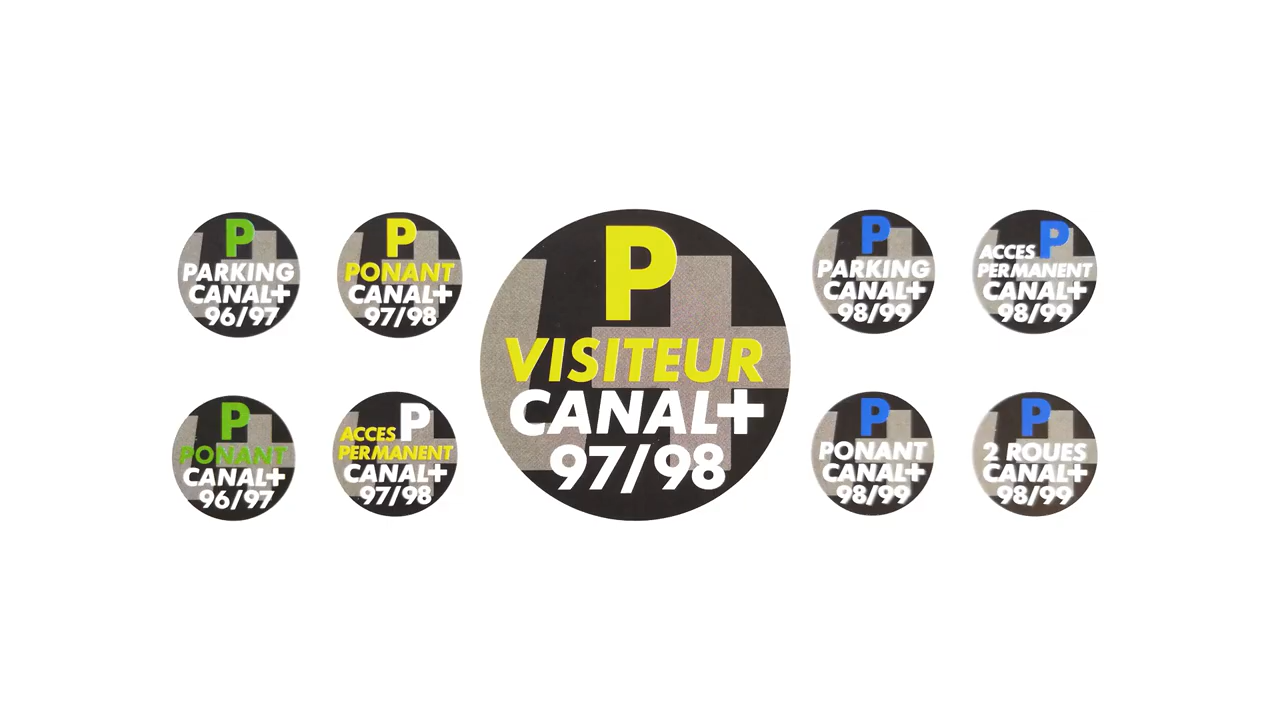 P
PARKING
CANAL+
96/97
P
PONANT
CANAL+
97/98
P
PONANT
CANAL+
96/97
ACCES P
PERMANENT
CANAL+
97/98
P
VISITEUR
CANAL+
97/98
P
PARKING
CANAL+
98/99
ACCES P
PERMANENT
CANAL+
98/99
P
PONANT
CANAL+
98/99
P
2 ROUES
CANAL+
98/99